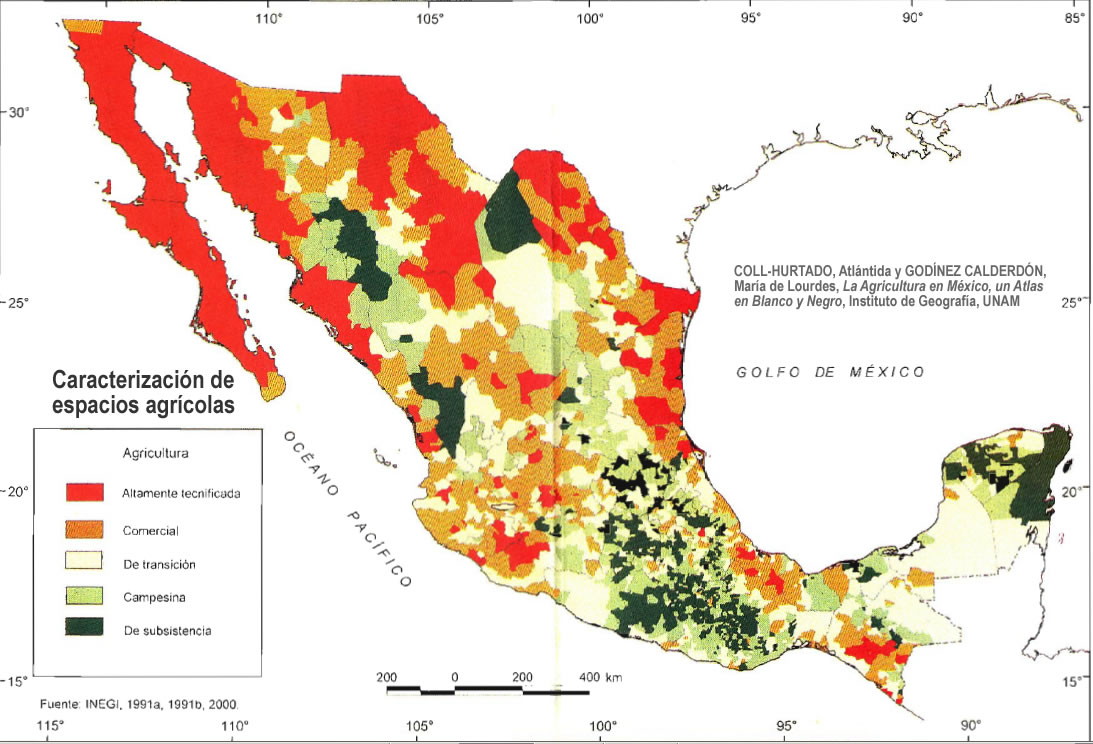 110° 105° 100° 95° 90° 85°
30°
25°
20°
15°
COLL-HURTADO, Atlántida y GODÍNEZ CALDERDÓN,
María de Lourdes, La Agricultura en México, un Atlas
en Blanco y Negro, Instituto de Geografía, UNAM
25°
GOLFO DE MÉXICO
Caracterización de
espacios agrícolas
Agricultura
Altamente tecnificada
Comercial
De transición
Campesina
De subsistencia
OCÉANO PACÍFICO
20°
15°
200 0 200 400 km
Fuente: INEGI, 1991a, 1991b, 2000.
115° 110° 105° 100° 95° 90°